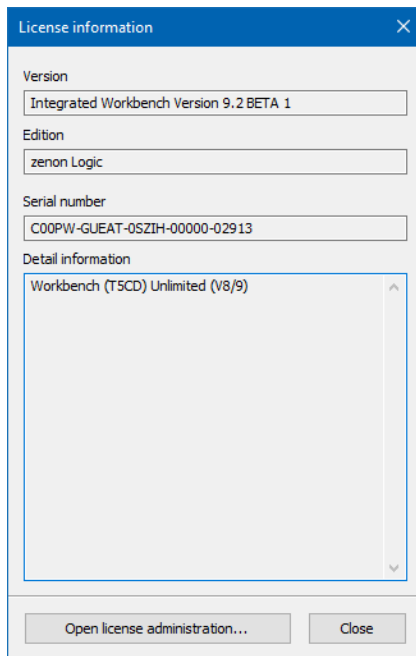 License information
Version
Integrated Workbench Version 9.2 BETA 1
Edition
zenon Logic
Serial number
C00PW-GUEAT-0SZIH-00000-02913
Detail information
Workbench (T5CD) Unlimited (V8/9)
Open license administration...
Close